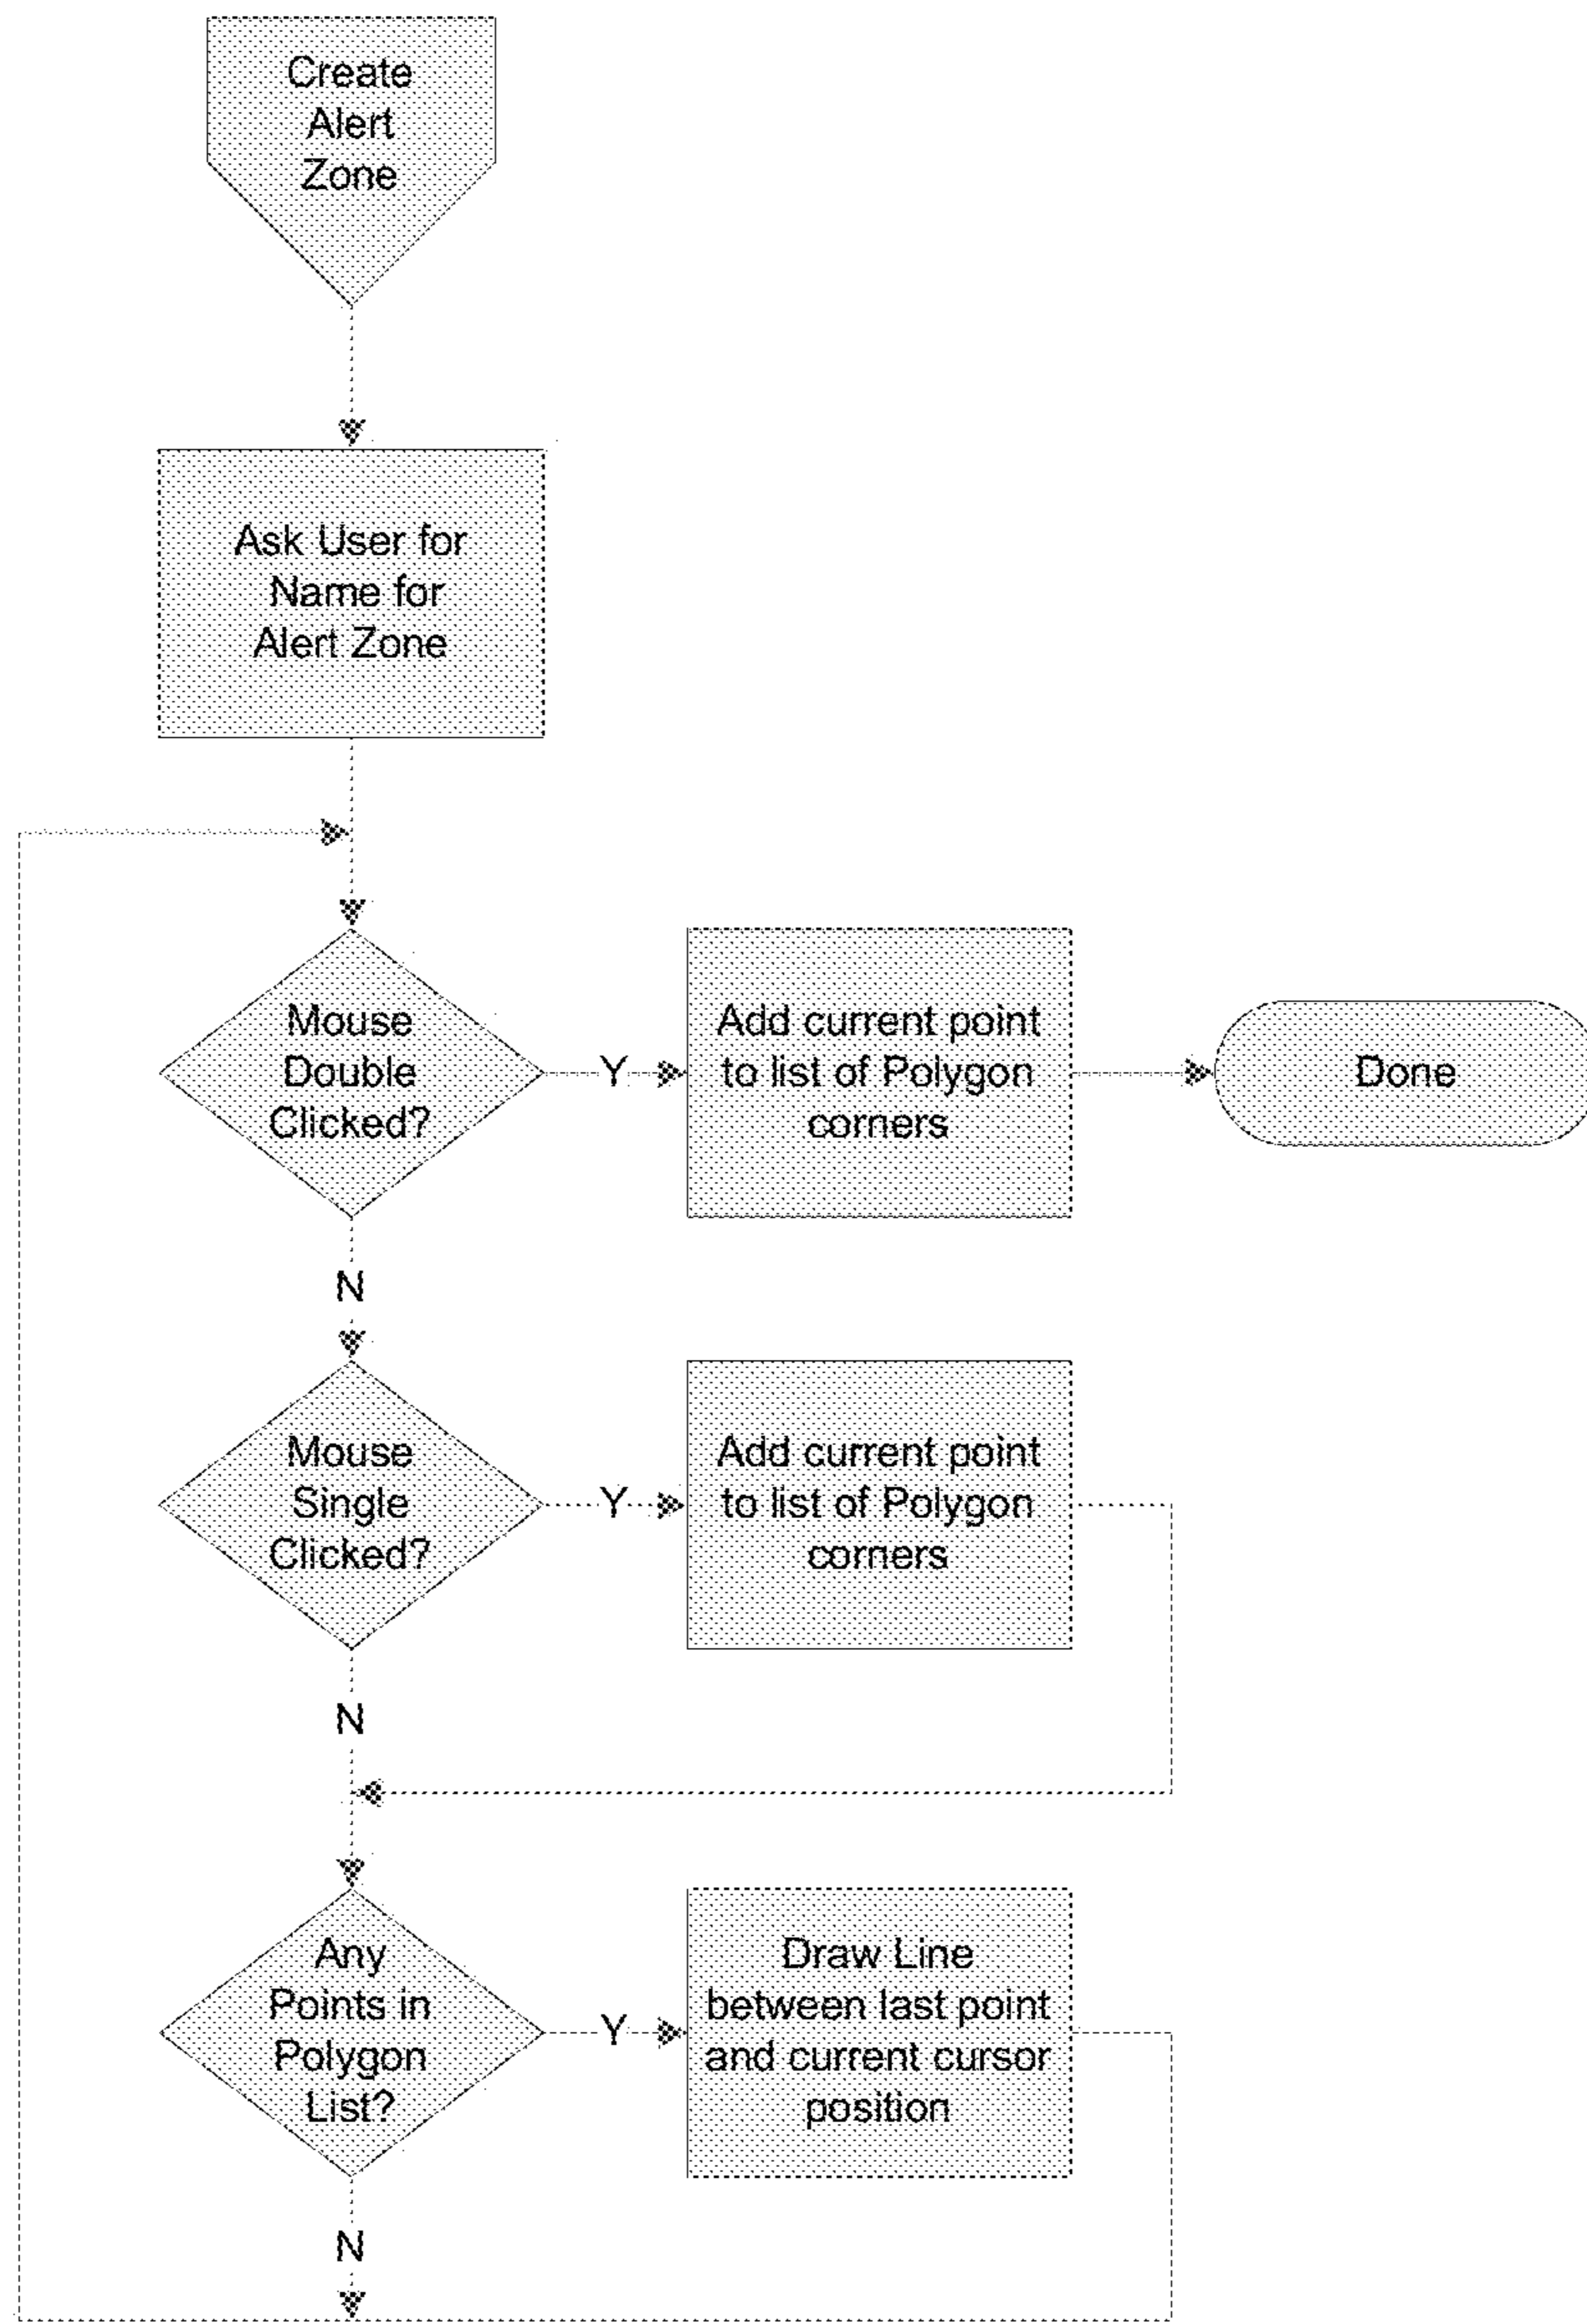 Create
Alert
Zone
Ask User for
Name for
Alert Zone
Mouse
Double
Clicked?
Y
Add current point
to list of Polygon
corners
Done
N
Mouse
Single
Clicked?
Y
Add current point
to list of Polygon
corners
N
Any
Points in
Polygon
List?
Y
Draw Line
between last point
and current cursor
position
N